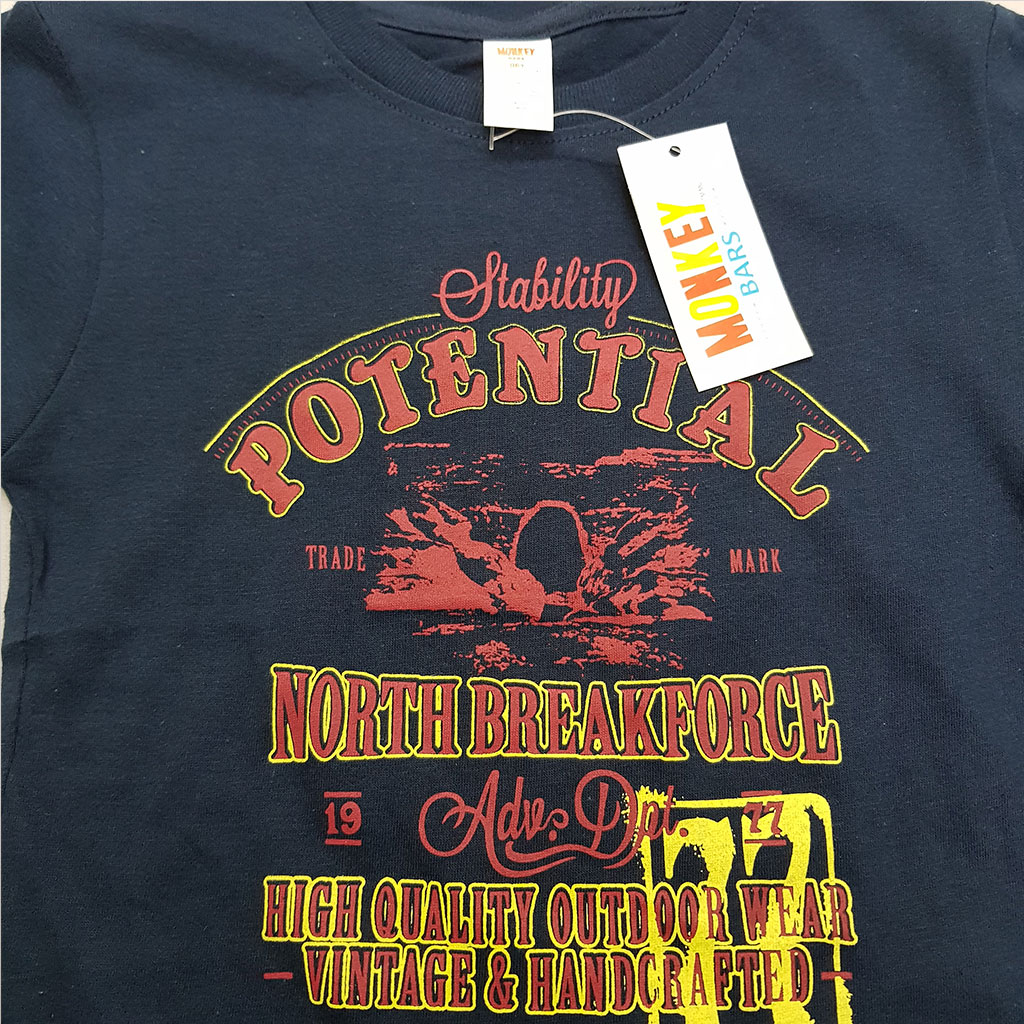 MONKEY
MONKEY
BARS
Stability
POTENTIAL
TRADE MARK
NORTH BREAKFORCE
19 Adv. Dpt. 77
77
HIGH QUALITY OUTDOOR WEAR
VINTAGE & HANDCRAFTED